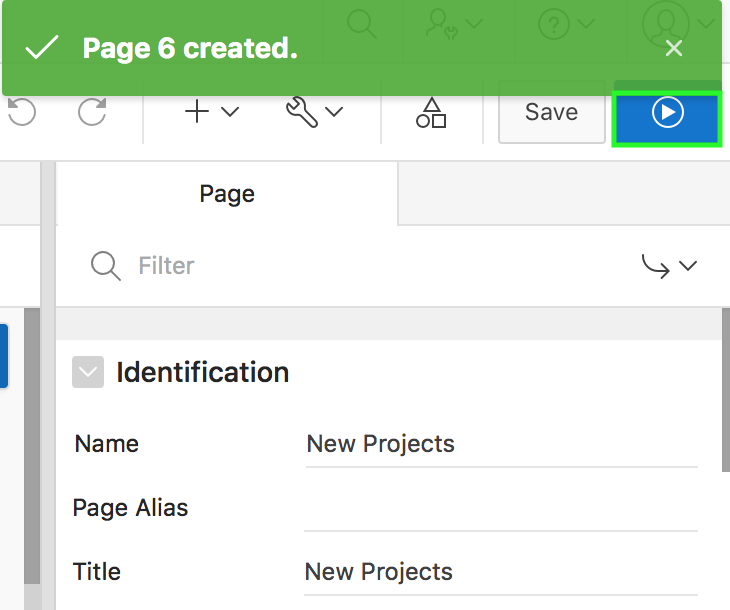 Page 6 created.
Save
Page
Filter
Identification
Name
New Projects
Page Alias
Title
New Projects